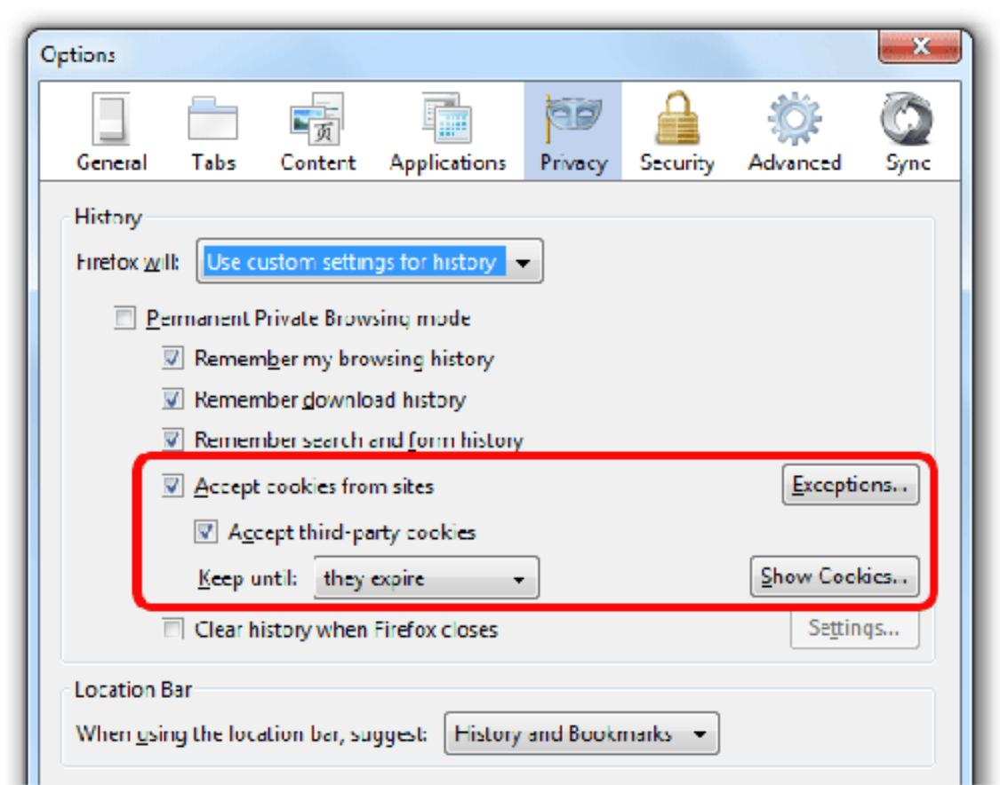 Options
General Tabs Content Applications Privacy Security Advanced Sync
页
History
Firefox will: Use custom settings for history
Permanent Private Browsing mode
Remember my browsing history
Remember download history
Remember search and form history
Accept cookies from sites Exceptions...
Accept third-party cookies
Keep until: they expire Show Cookies...
Clear history when Firefox closes Settings...
Location Bar
When using the location bar, suggest: History and Bookmarks